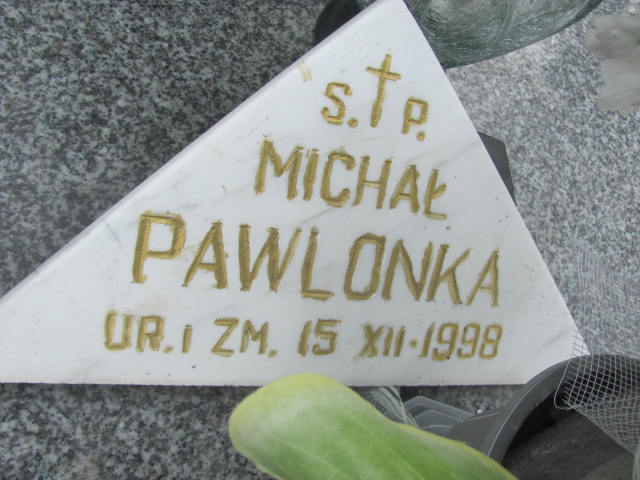 S. † P.
MICHAŁ
PAWLONKA
UR. I ZM. 15 XII·1998